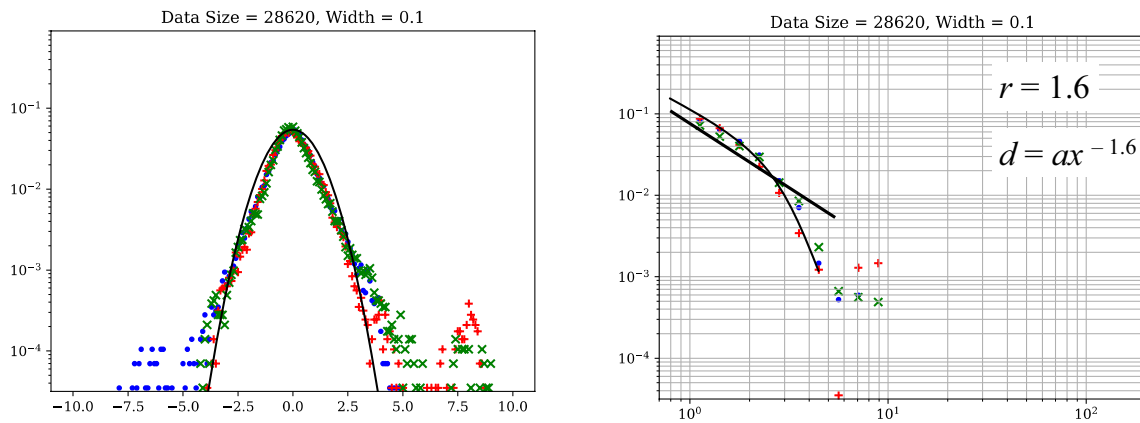 Data Size = 28620, Width = 0.1
10⁻¹
10⁻²
10⁻³
10⁻⁴
−10.0 −7.5 −5.0 −2.5 0.0 2.5 5.0 7.5 10.0
Data Size = 28620, Width = 0.1
r = 1.6
d = ax⁻¹·⁶
10⁻¹
10⁻²
10⁻³
10⁻⁴
10⁰ 10¹ 10²